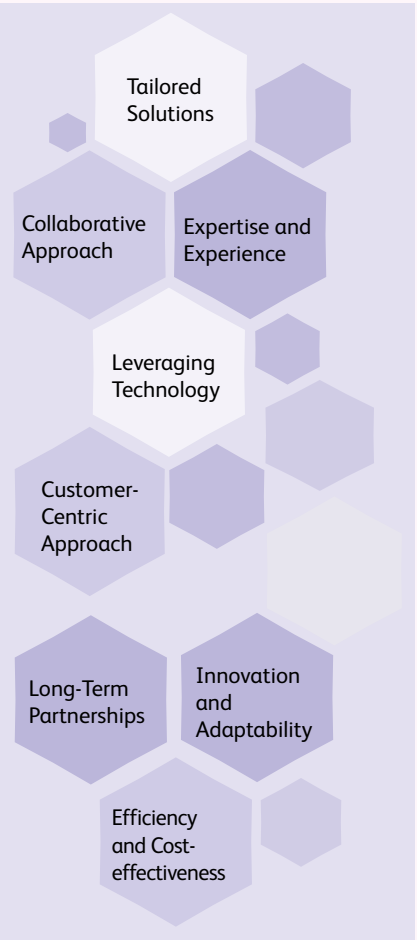 Tailored
Solutions
Collaborative
Approach
Expertise and
Experience
Leveraging
Technology
Customer-
Centric
Approach
Long-Term
Partnerships
Innovation
and
Adaptability
Efficiency
and Cost-
effectiveness